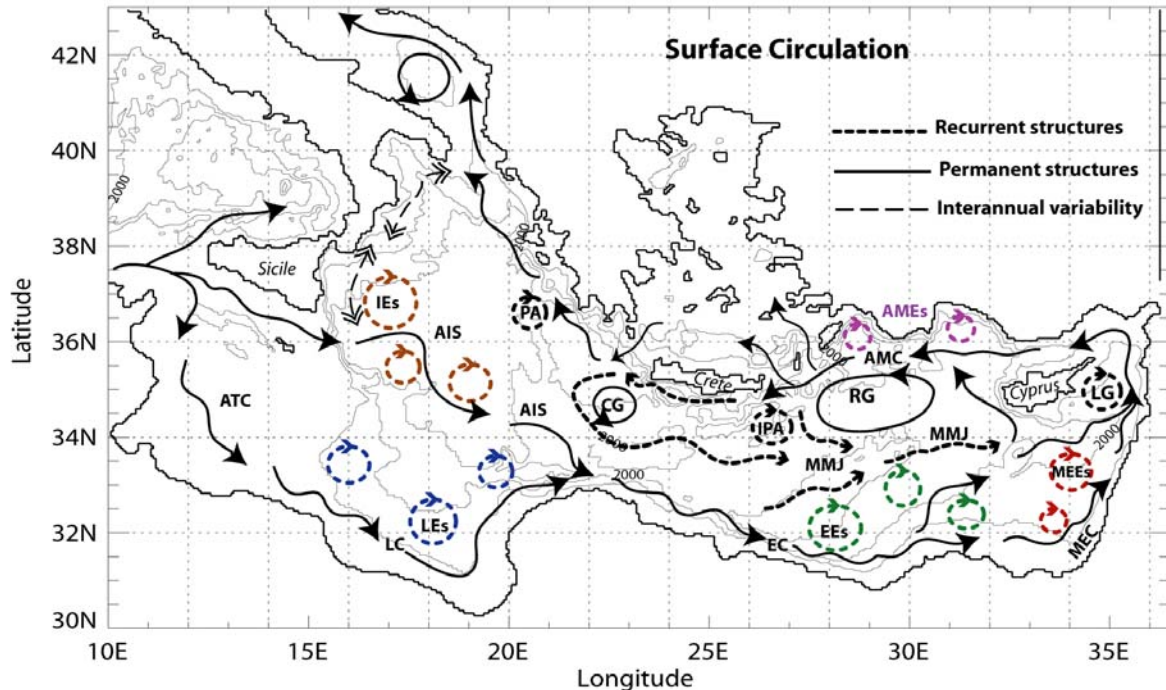 Surface Circulation
Recurrent structures
Permanent structures
Interannual variability
42N
40N
38N
36N
34N
32N
30N
Latitude
10E
15E
20E
25E
30E
35E
Longitude
2000
Sicile
2000
IEs
PA
AIS
AMEs
2000
AMC
Crete
Cyprus
LG
ATC
AIS
CG
RG
IPA
2000
MMJ
2000
MMJ
2000
MEEs
LEs
EEs
LC
EC
MEC